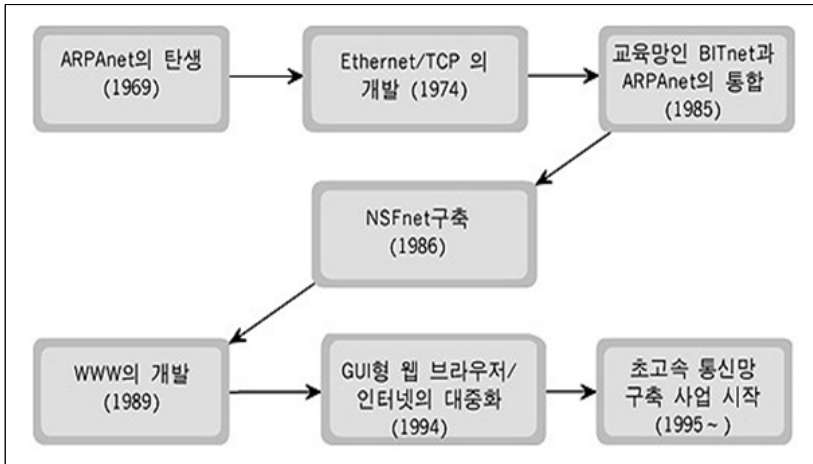 ARPAnet의 탄생
(1969)
Ethernet/TCP 의
개발 (1974)
교육망인 BITnet과
ARPAnet의 통합
(1985)
NSFnet구축
(1986)
WWW의 개발
(1989)
GUI형 웹 브라우저/
인터넷의 대중화
(1994)
초고속 통신망
구축 사업 시작
(1995~)